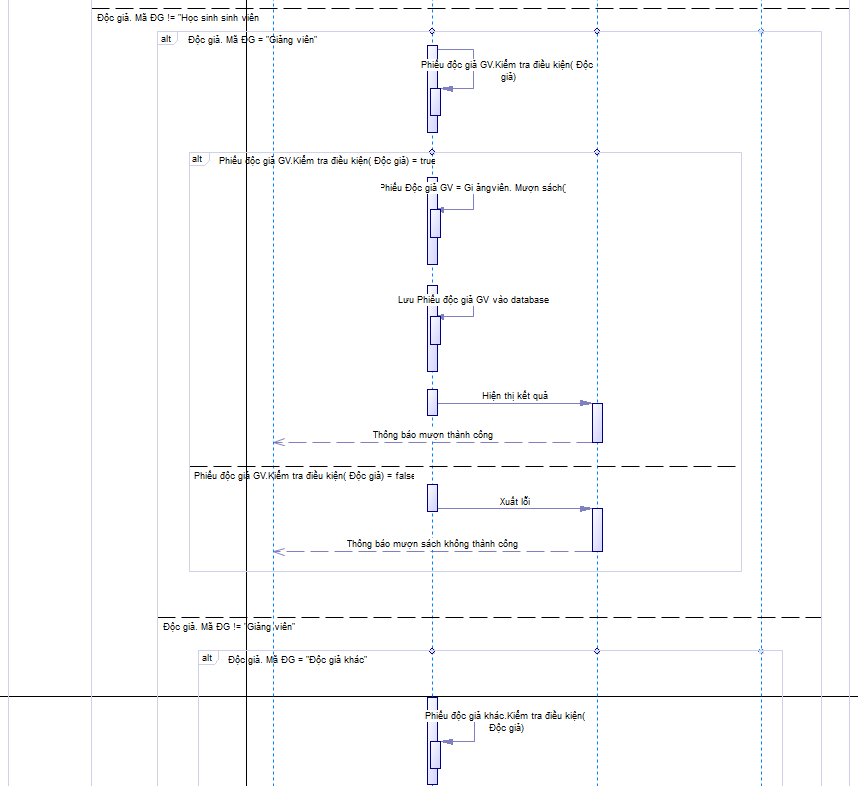 Độc giả. Mã ĐG != "Học sinh sinh viên
alt Độc giả. Mã ĐG = "Giảng viên"
Phiếu độc giả GV.Kiểm tra điều kiện( Độc
giả)
alt Phiếu độc giả GV.Kiểm tra điều kiện( Độc giả) = true
Phiếu Độc giả GV = Gi ảngviên. Mượn sách(
Lưu Phiếu độc giả GV vào database
Hiện thị kết quả
Thông báo mượn thành công
Phiếu độc giả GV.Kiểm tra điều kiện( Độc giả) = false
Xuất lỗi
Thông báo mượn sách không thành công
Độc giả. Mã ĐG != "Giảng viên"
alt Độc giả. Mã ĐG = "Độc giả khác"
Phiếu độc giả khác.Kiểm tra điều kiện(
Độc giả)